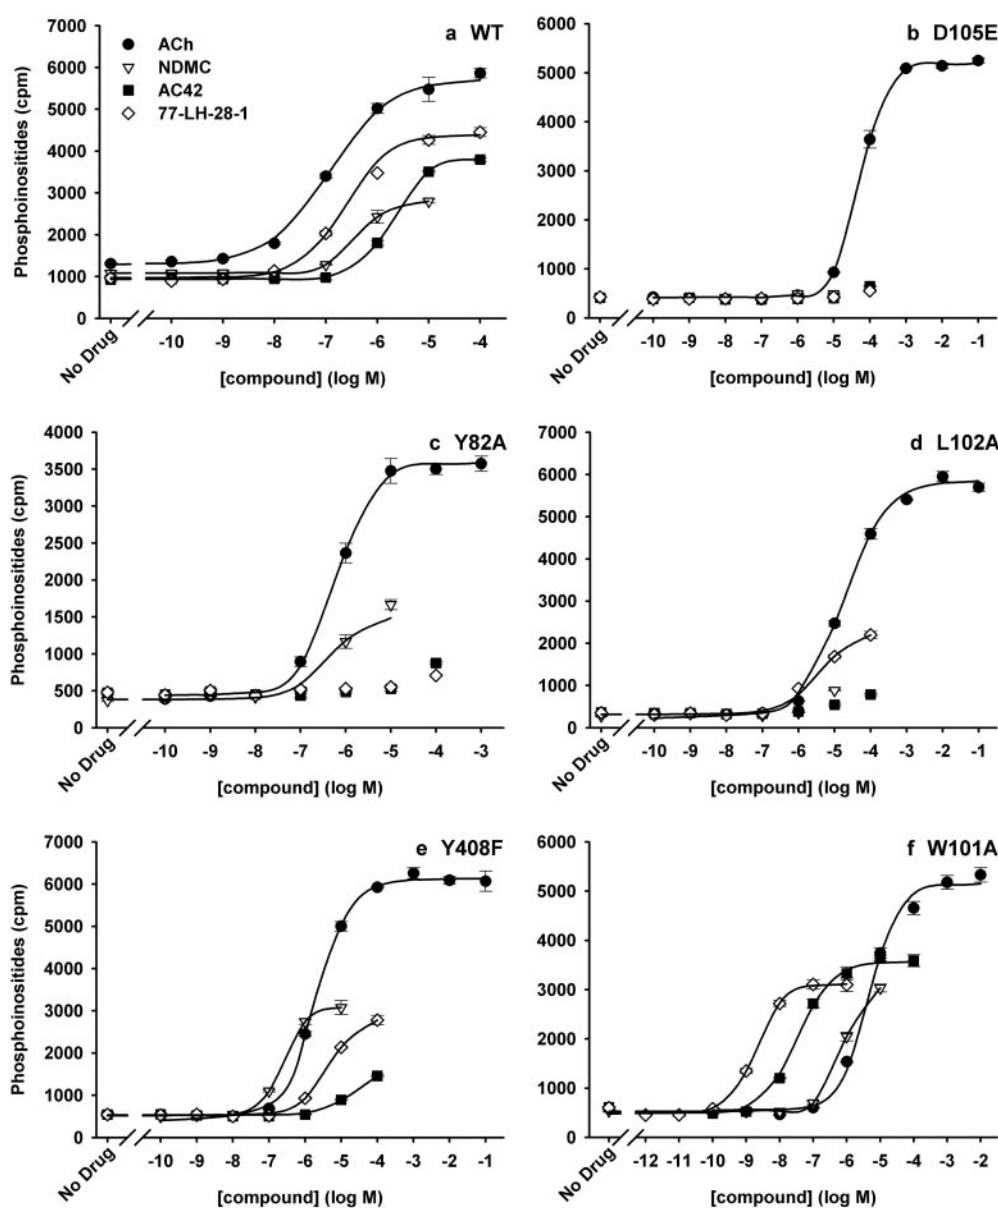 a WT
7000
6000
5000
4000
3000
2000
1000
0
ACh
NDMC
AC42
77-LH-28-1
Phosphoinositides (cpm)
No Drug -10 -9 -8 -7 -6 -5 -4
[compound] (log M)
b D105E
6000
5000
4000
3000
2000
1000
0
No Drug -10 -9 -8 -7 -6 -5 -4 -3 -2 -1
[compound] (log M)
c Y82A
4000
3500
3000
2500
2000
1500
1000
500
0
Phosphoinositides (cpm)
No Drug -10 -9 -8 -7 -6 -5 -4 -3
[compound] (log M)
d L102A
7000
6000
5000
4000
3000
2000
1000
0
No Drug -10 -9 -8 -7 -6 -5 -4 -3 -2 -1
[compound] (log M)
e Y408F
7000
6000
5000
4000
3000
2000
1000
0
Phosphoinositides (cpm)
No Drug -10 -9 -8 -7 -6 -5 -4 -3 -2 -1
[compound] (log M)
f W101A
6000
5000
4000
3000
2000
1000
0
No Drug -12 -11 -10 -9 -8 -7 -6 -5 -4 -3 -2
[compound] (log M)